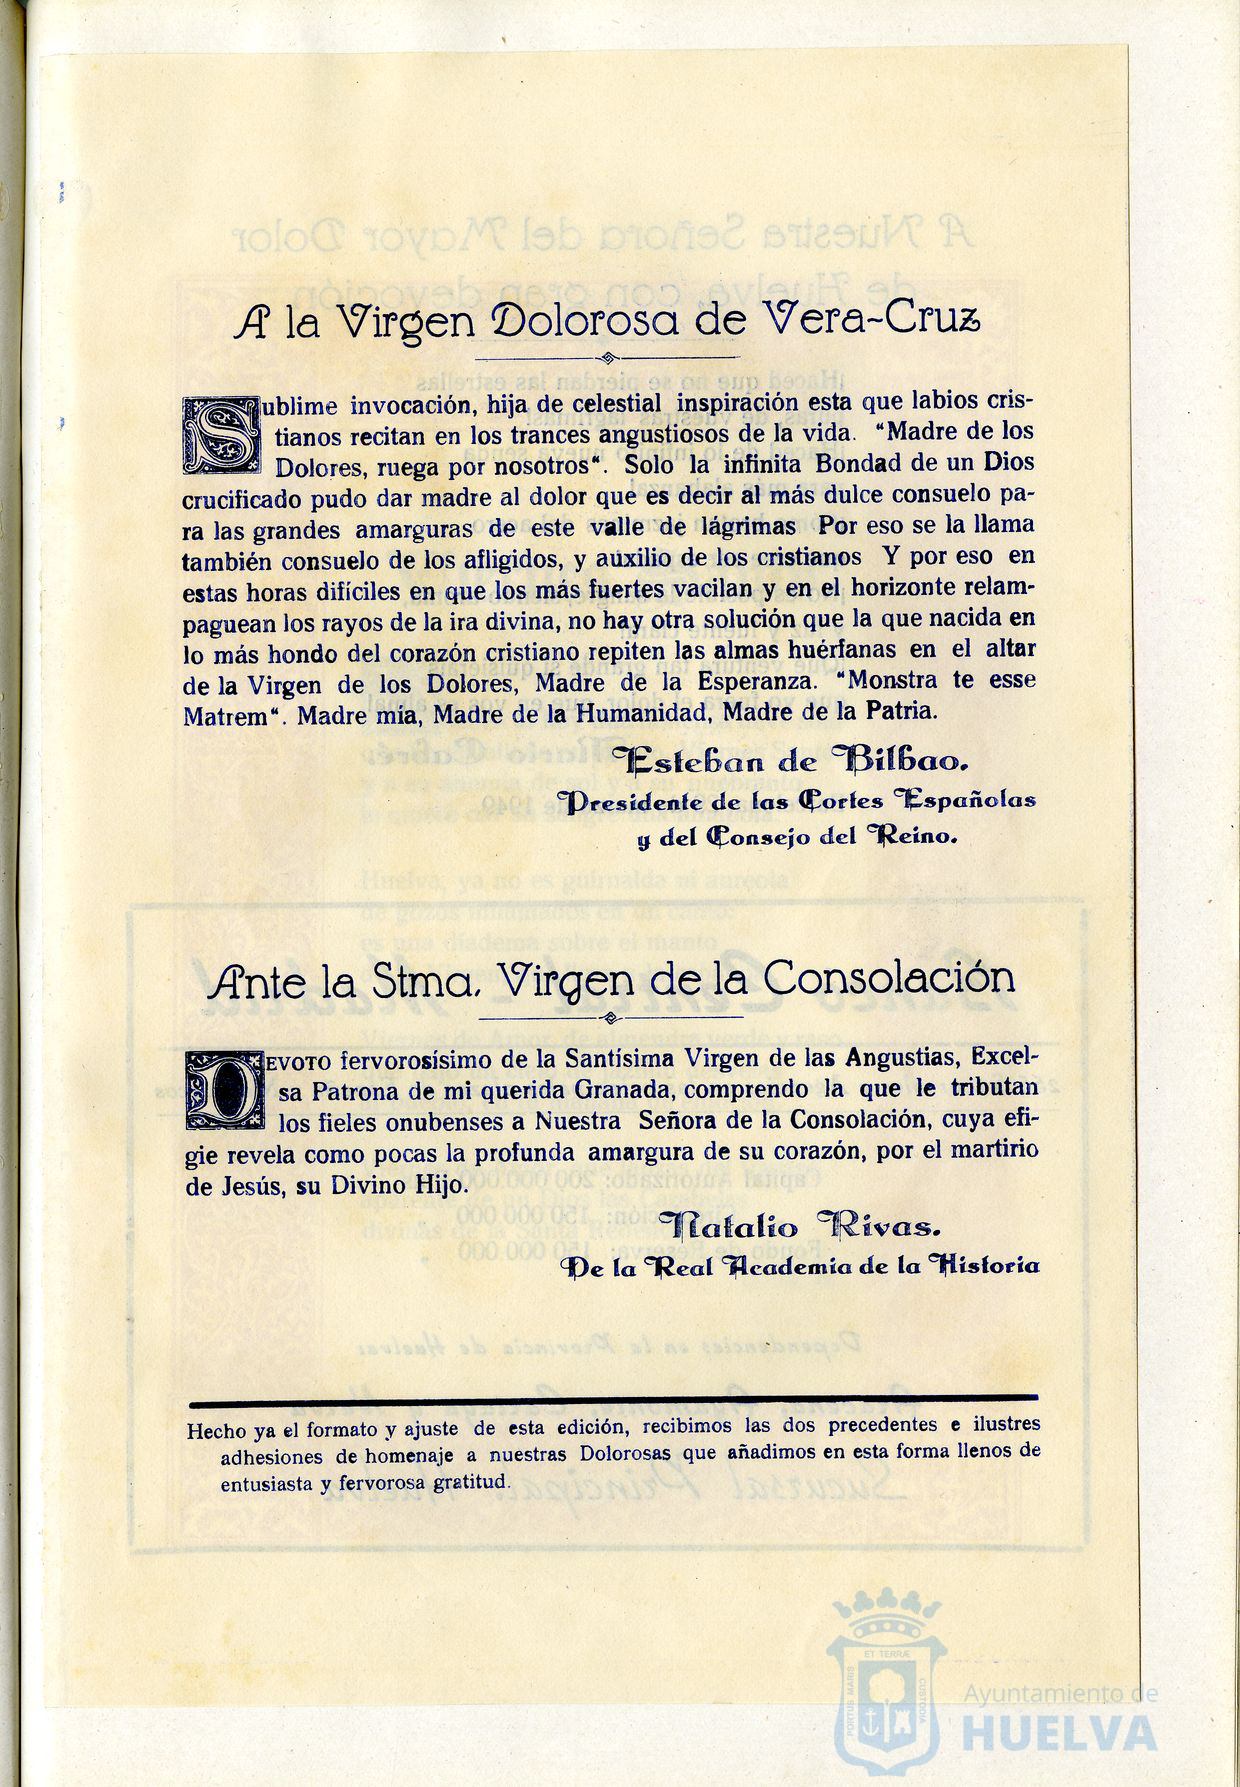 A la Virgen Dolorosa de Vera-Cruz
Sublime invocación, hija de celestial inspiración esta que labios cris-
tianos recitan en los trances angustiosos de la vida. “Madre de los
Dolores, ruega por nosotros“. Solo la infinita Bondad de un Dios
crucificado pudo dar madre al dolor que es decir al más dulce consuelo pa-
ra las grandes amarguras de este valle de lágrimas Por eso se la llama
también consuelo de los afligidos, y auxilio de los cristianos Y por eso en
estas horas difíciles en que los más fuertes vacilan y en el horizonte relam-
paguean los rayos de la ira divina, no hay otra solución que la que nacida en
lo más hondo del corazón cristiano repiten las almas huérfanas en el altar
de la Virgen de los Dolores, Madre de la Esperanza. “Monstra te esse
Matrem“. Madre mia, Madre de la Humanidad, Madre de la Patria.
Esteban de Bilbao.
Presidente de las Cortes Españolas
y del Consejo del Reino.
Ante la Stma. Virgen de la Consolación
DEVOTO fervorosísimo de la Santísima Virgen de las Angustias, Excel-
sa Patrona de mi querida Granada, comprendo la que le tributan
los fieles onubenses a Nuestra Señora de la Consolación, cuya efi-
gie revela como pocas la profunda amargura de su corazón, por el martirio
de Jesús, su Divino Hijo.
Natalio Rivas.
De la Real Academia de la Historia
Hecho ya el formato y ajuste de esta edición, recibimos las dos precedentes e ilustres
adhesiones de homenaje a nuestras Dolorosas que añadimos en esta forma llenos de
entusiasta y fervorosa gratitud.
ET TERRÆ
PORTUS MARIS
CUSTODIA
Ayuntamiento de
HUELVA